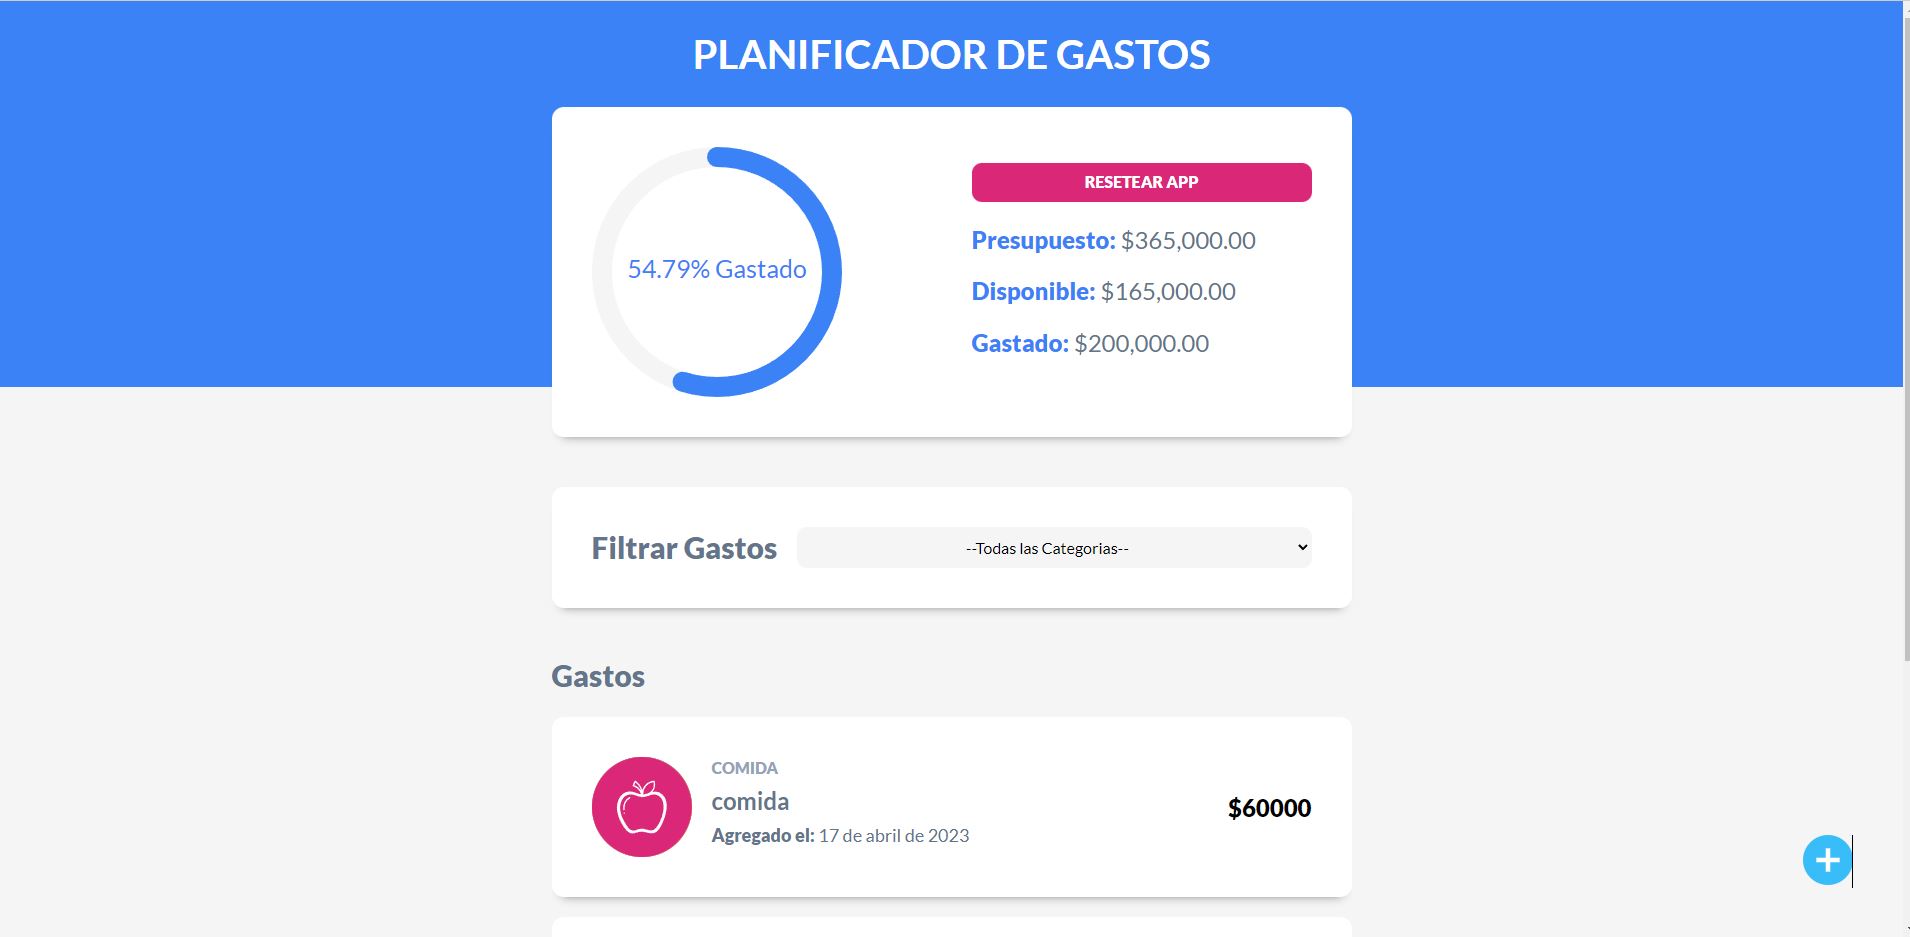 PLANIFICADOR DE GASTOS
54.79% Gastado
RESETEAR APP
Presupuesto: $365,000.00
Disponible: $165,000.00
Gastado: $200,000.00
Filtrar Gastos
--Todas las Categorias--
Gastos
COMIDA
comida
Agregado el: 17 de abril de 2023
$60000